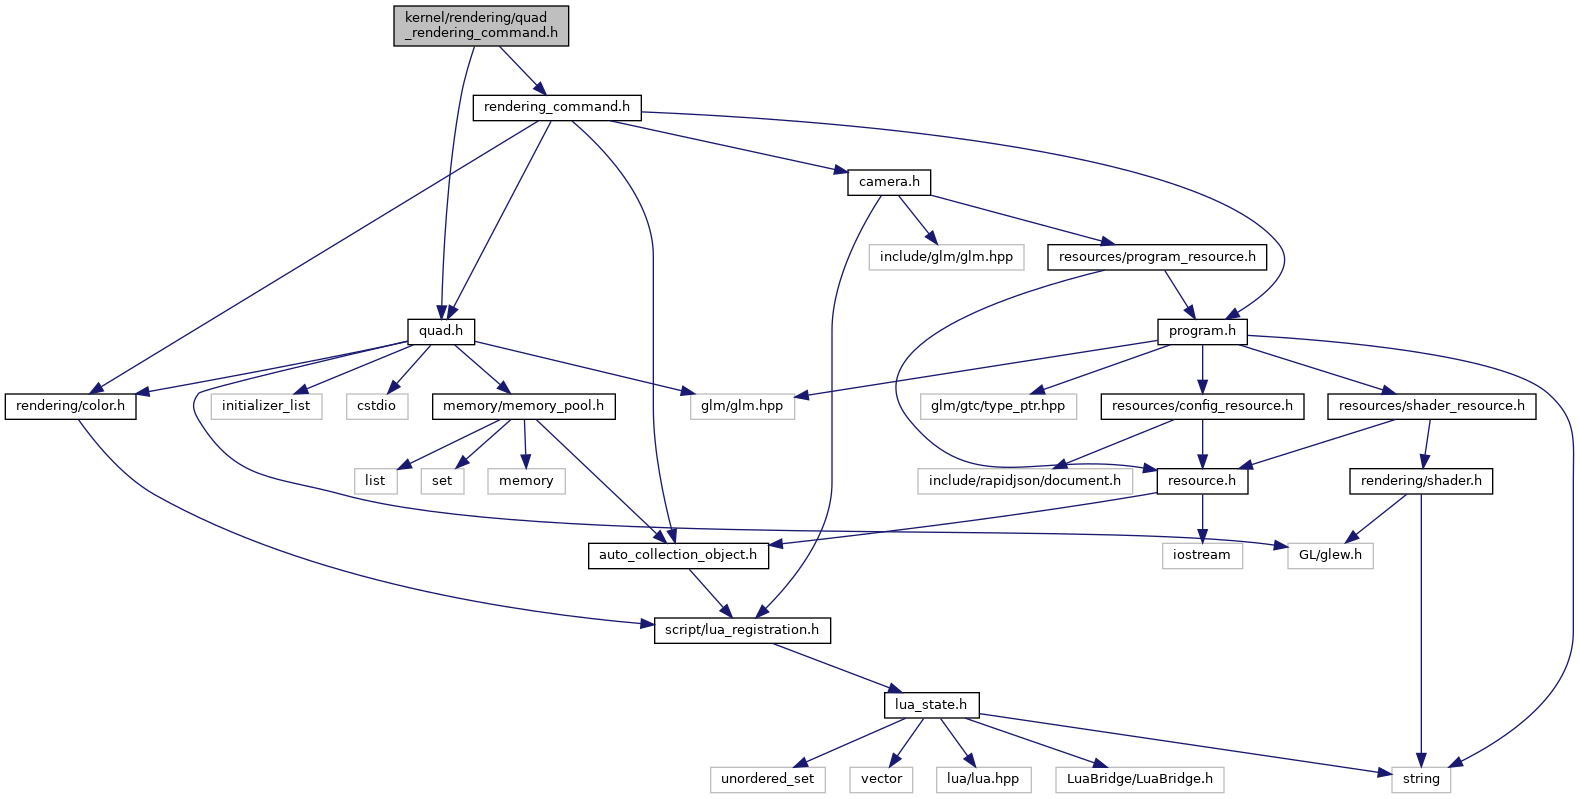 kernel/rendering/quad
_rendering_command.h
rendering_command.h
camera.h
include/glm/glm.hpp
resources/program_resource.h
quad.h
program.h
rendering/color.h
initializer_list
cstdio
memory/memory_pool.h
glm/glm.hpp
glm/gtc/type_ptr.hpp
resources/config_resource.h
resources/shader_resource.h
list
set
memory
include/rapidjson/document.h
resource.h
rendering/shader.h
auto_collection_object.h
iostream
GL/glew.h
script/lua_registration.h
lua_state.h
unordered_set
vector
lua/lua.hpp
LuaBridge/LuaBridge.h
string